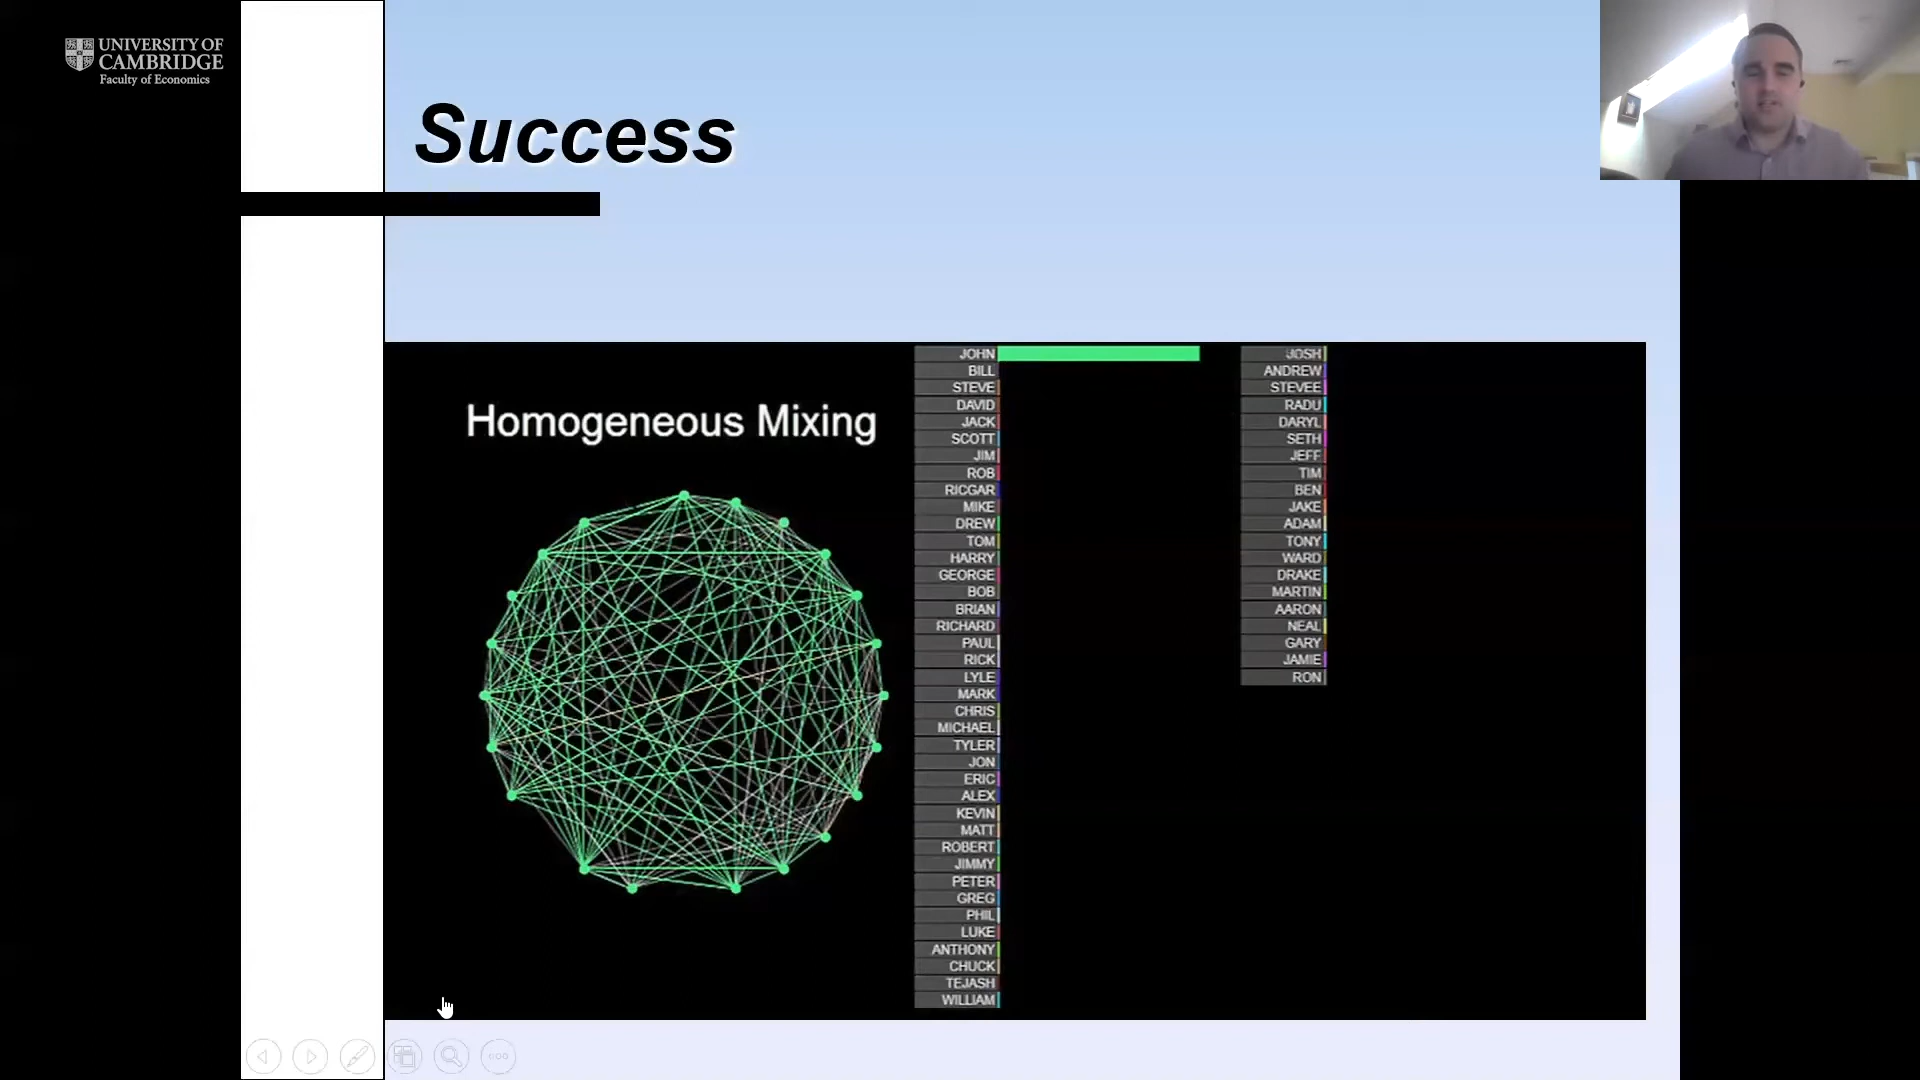 UNIVERSITY OF
CAMBRIDGE
Faculty of Economics
Success
Homogeneous Mixing
JOHN
BILL
STEVE
DAVID
JACK
SCOTT
JIM
ROB
RICGAR
MIKE
DREW
TOM
HARRY
GEORGE
BOB
BRIAN
RICHARD
PAUL
RICK
LYLE
MARK
CHRIS
MICHAEL
TYLER
JON
ERIC
ALEX
KEVIN
MATT
ROBERT
JIMMY
PETER
GREG
PHIL
LUKE
ANTHONY
CHUCK
TEJASH
WILLIAM
JOSH
ANDREW
STEVEE
RADU
DARYL
SETH
JEFF
TIM
BEN
JAKE
ADAM
TONY
WARD
DRAKE
MARTIN
AARON
NEAL
GARY
JAMIE
RON